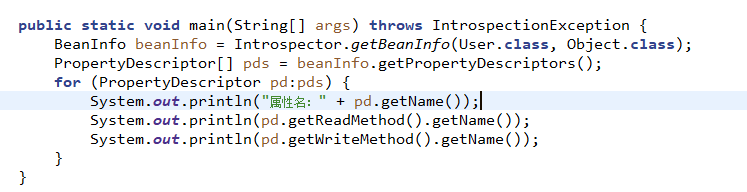 public static void main(String[] args) throws IntrospectionException {
    BeanInfo beanInfo = Introspector.getBeanInfo(User.class, Object.class);
    PropertyDescriptor[] pds = beanInfo.getPropertyDescriptors();
    for (PropertyDescriptor pd:pds) {
        System.out.println("属性名：" + pd.getName());
        System.out.println(pd.getReadMethod().getName());
        System.out.println(pd.getWriteMethod().getName());
    }
}